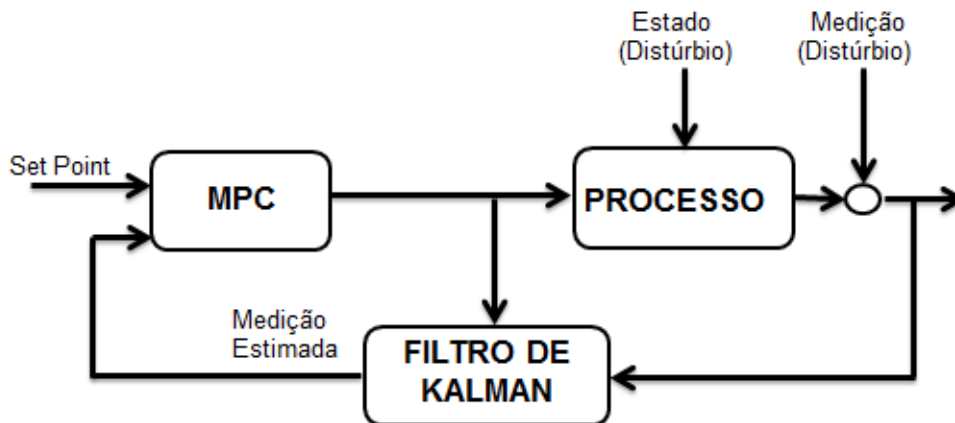 Estado
(Distúrbio)
Medição
(Distúrbio)
Set Point
MPC
PROCESSO
Medição
Estimada
FILTRO DE
KALMAN